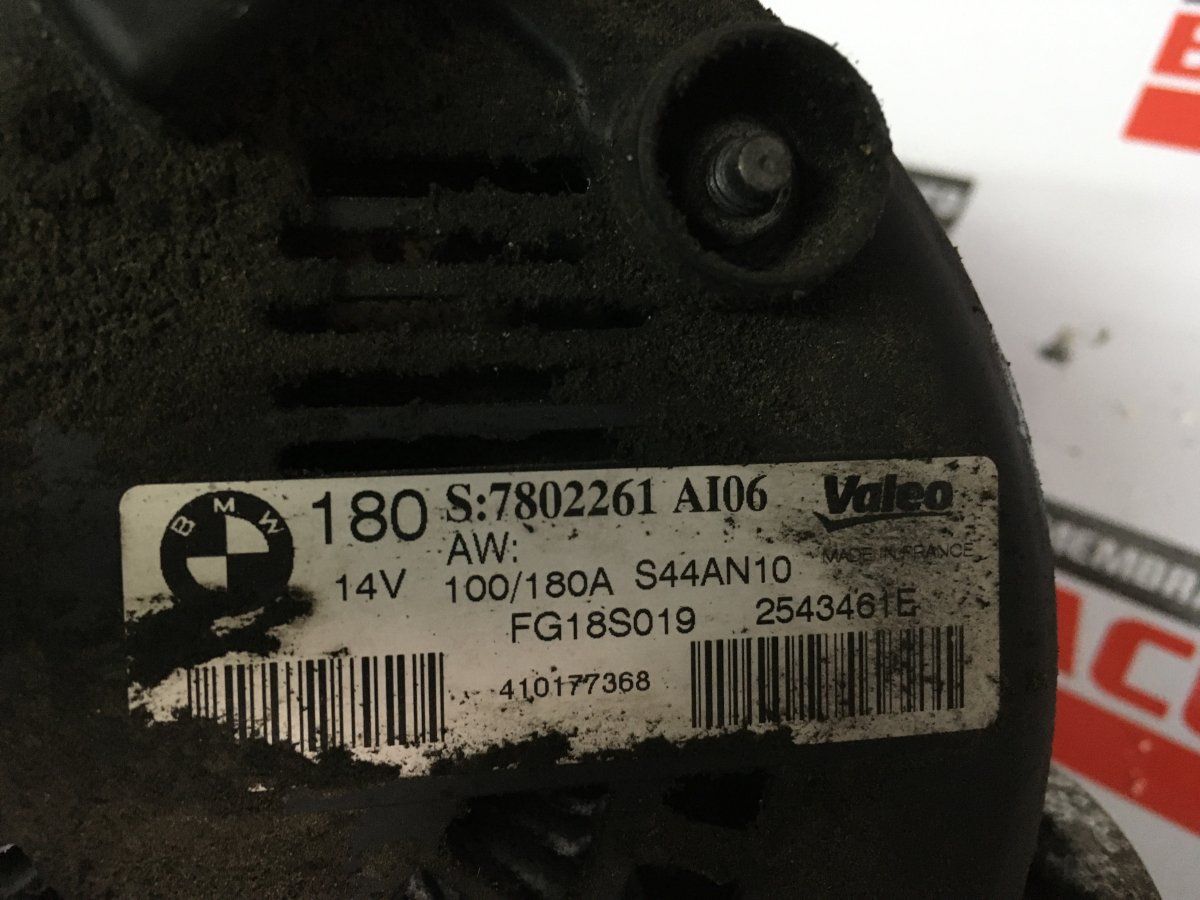 BMW
180 S:7802261 AI06 Valeo
AW: MADE IN FRANCE
14V 100/180A S44AN10
FG18S019 2543461E
410177368